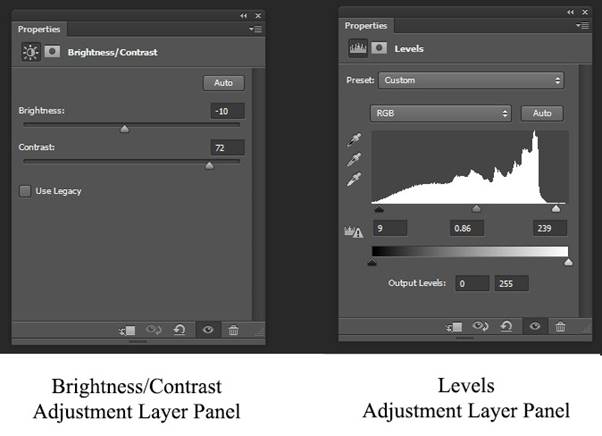 Properties
Brightness/Contrast
Auto
Brightness: -10
Contrast: 72
Use Legacy
Brightness/Contrast
Adjustment Layer Panel
Properties
Levels
Preset: Custom
RGB Auto
9 0.86 239
Output Levels: 0 255
Levels
Adjustment Layer Panel